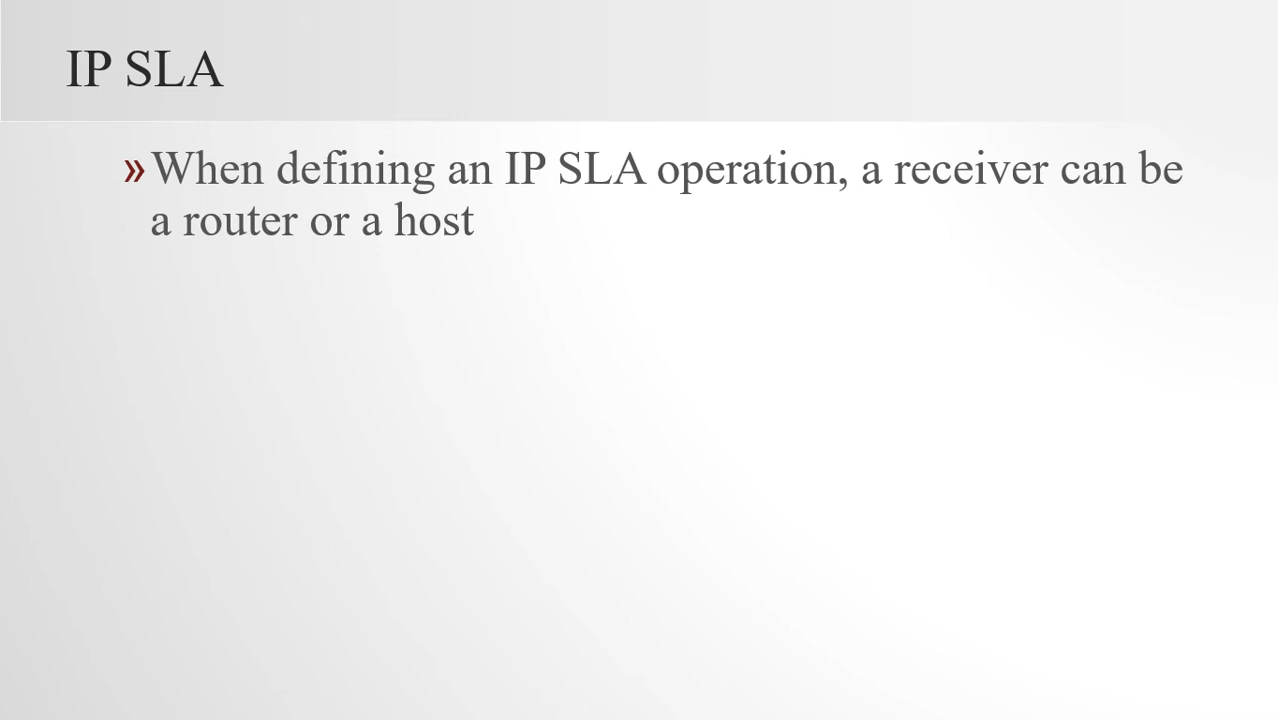 IP SLA
» When defining an IP SLA operation, a receiver can be
a router or a host